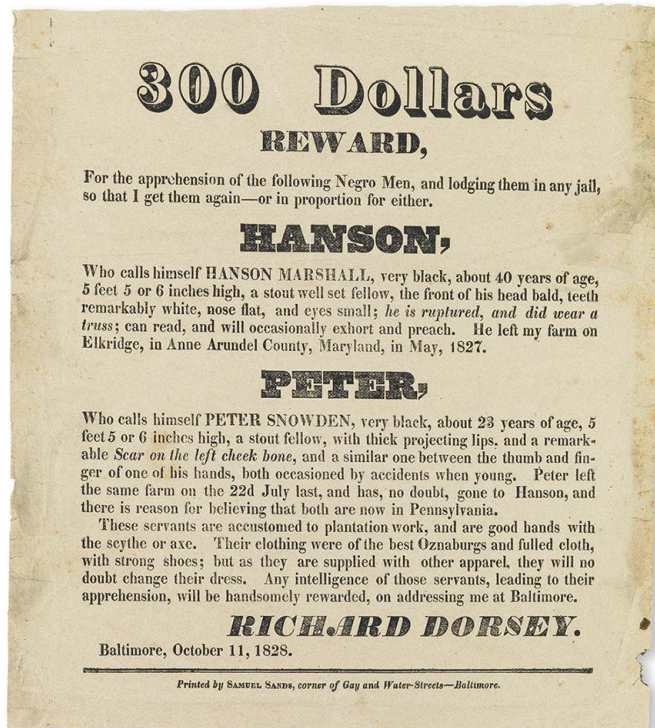 300 Dollars
REWARD,
For the apprehension of the following Negro Men, and lodging them in any jail,
so that I get them again—or in proportion for either.
HANSON,
Who calls himself HANSON MARSHALL, very black, about 40 years of age,
5 feet 5 or 6 inches high, a stout well set fellow, the front of his head bald, teeth
remarkably white, nose flat, and eyes small; he is ruptured, and did wear a
truss; can read, and will occasionally exhort and preach. He left my farm on
Elkridge, in Anne Arundel County, Maryland, in May, 1827.
PETER,
Who calls himself PETER SNOWDEN, very black, about 23 years of age, 5
feet 5 or 6 inches high, a stout fellow, with thick projecting lips, and a remark-
able Scar on the left cheek bone, and a similar one between the thumb and fin-
ger of one of his hands, both occasioned by accidents when young. Peter left
the same farm on the 22d July last, and has, no doubt, gone to Hanson, and
there is reason for believing that both are now in Pennsylvania.
These servants are accustomed to plantation work, and are good hands with
the scythe or axe. Their clothing were of the best Oznaburgs and fulled cloth,
with strong shoes; but as they are supplied with other apparel, they will no
doubt change their dress. Any intelligence of those servants, leading to their
apprehension, will be handsomely rewarded, on addressing me at Baltimore.
RICHARD DORSEY.
Baltimore, October 11, 1828.
Printed by SAMUEL SANDS, corner of Gay and Water-Streets—Baltimore.